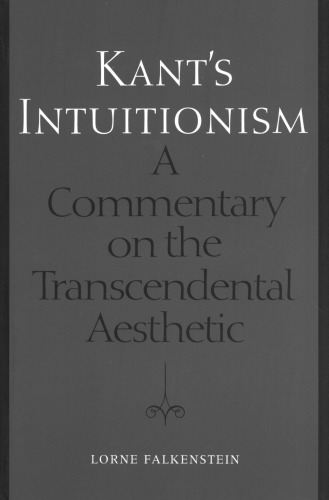 KANT'S
INTUITIONISM
A
Commentary
on the
Transcendental
Aesthetic
LORNE FALKENSTEIN